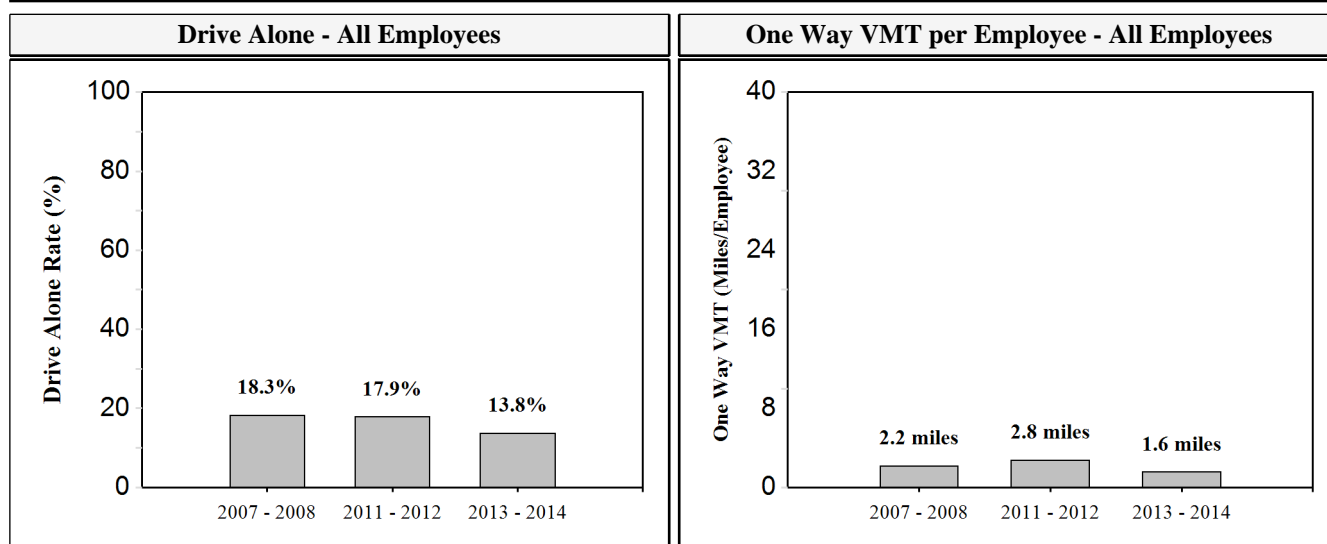 Drive Alone - All Employees
One Way VMT per Employee - All Employees
Drive Alone Rate (%)
100
80
60
40
20
0
18.3%
17.9%
13.8%
2007 - 2008
2011 - 2012
2013 - 2014
One Way VMT (Miles/Employee)
40
32
24
16
8
0
2.2 miles
2.8 miles
1.6 miles
2007 - 2008
2011 - 2012
2013 - 2014